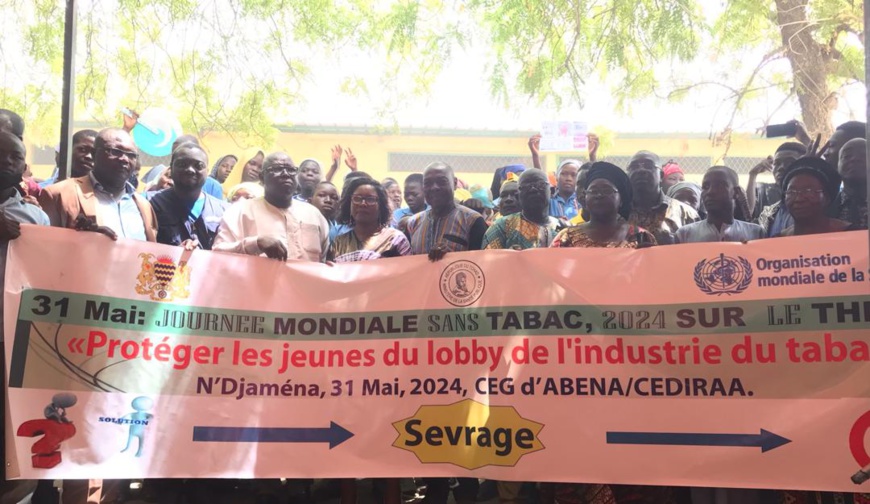 Organisation
mondiale de la S
31 Mai: JOURNEE MONDIALE SANS TABAC, 2024 SUR LE TH
«Protéger les jeunes du lobby de l'industrie du taba
N'Djaména, 31 Mai, 2024, CEG d'ABENA/CEDIRAA.
SOLUTION
Sevrage